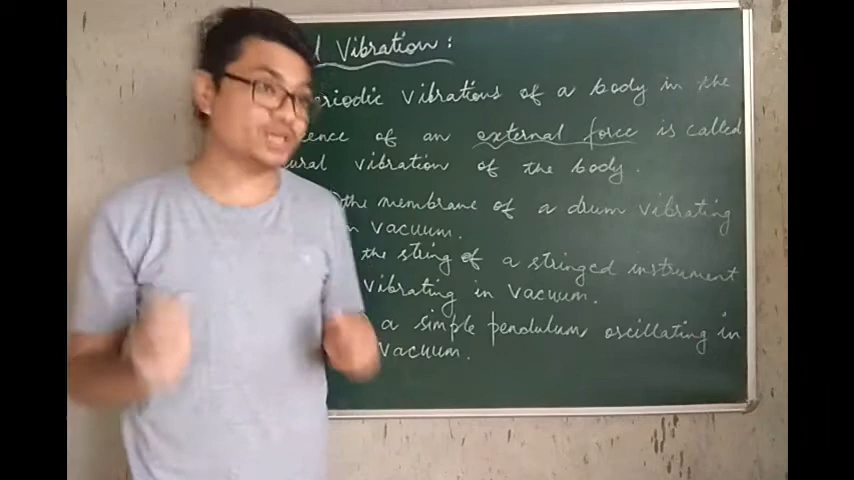 Vibration :
eriodic vibrations of a body in the
ence of an external force is called
ural vibration of the body.
the membrane of a drum vibrating
n vacuum.
the string of a stringed instrument
vibrating in vacuum.
a simple pendulum oscillating in
vacuum.